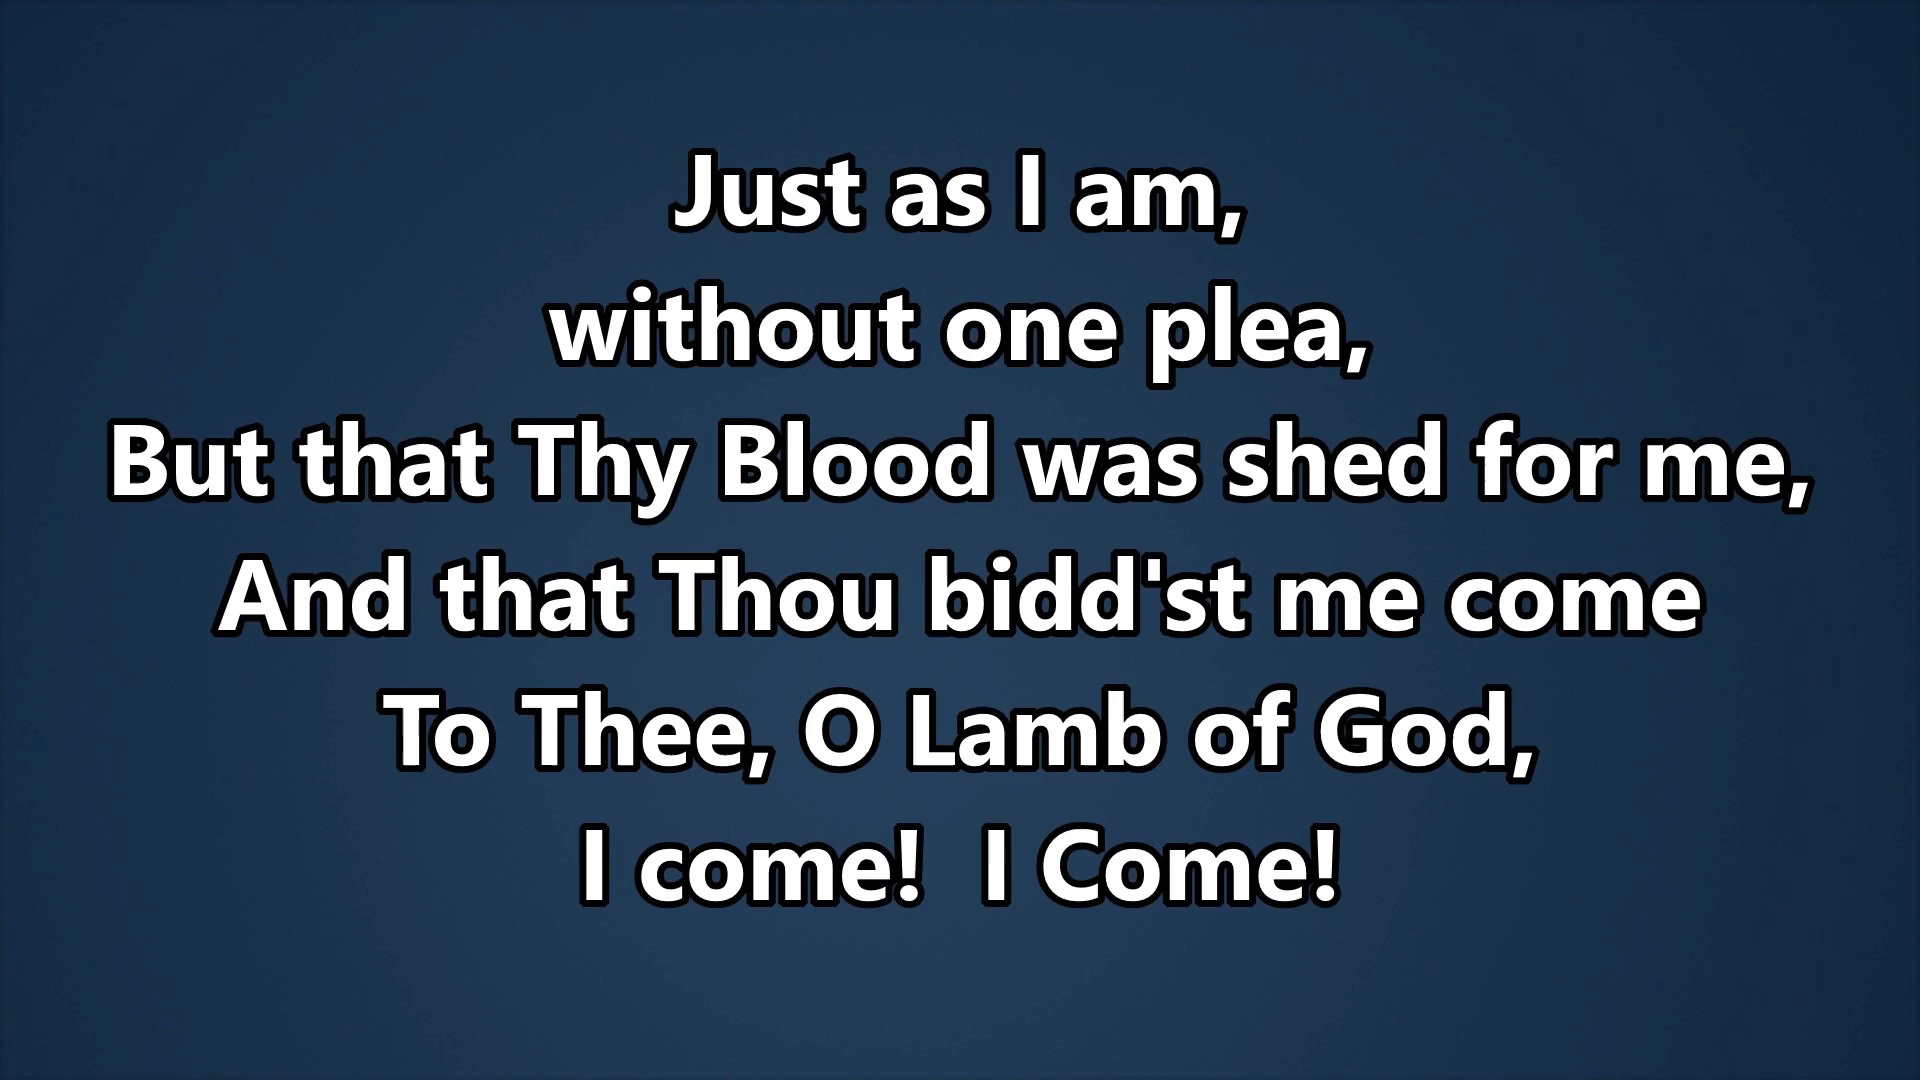 Just as I am,
without one plea,
But that Thy Blood was shed for me,
And that Thou bidd'st me come
To Thee, O Lamb of God,
I come!  I Come!